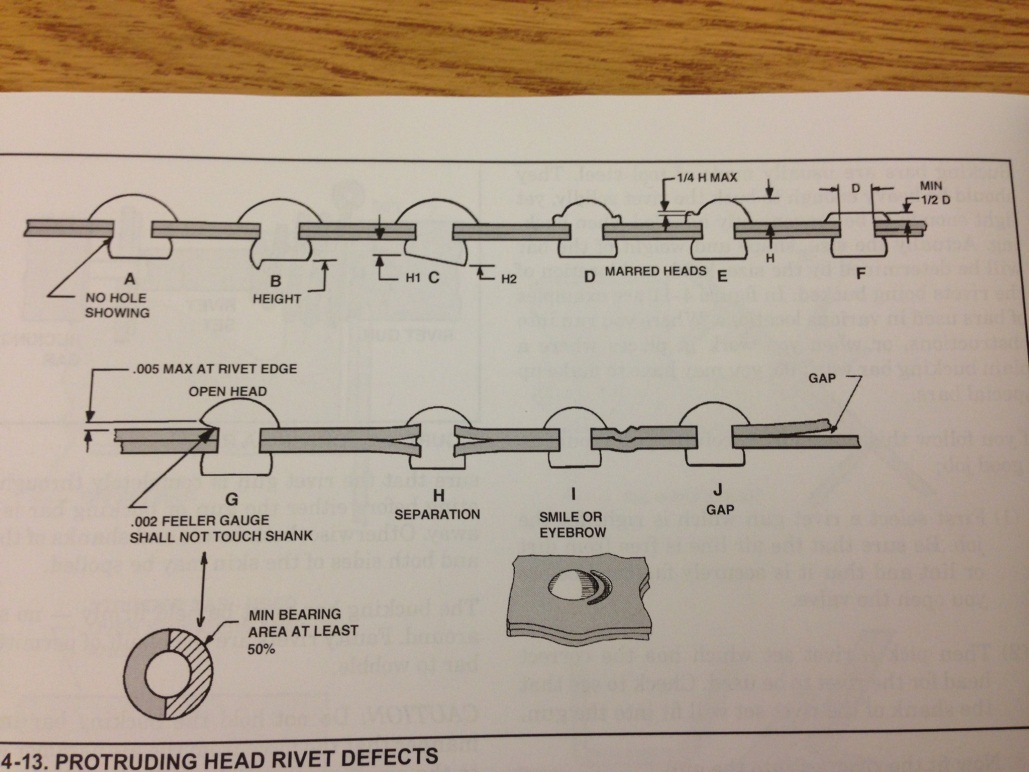 1/4 H MAX
D
MIN
1/2 D
A
B
H1 C
H2
D
MARRED HEADS
E
H
F
NO HOLE
SHOWING
HEIGHT
.005 MAX AT RIVET EDGE
OPEN HEAD
GAP
G
.002 FEELER GAUGE
SHALL NOT TOUCH SHANK
H
SEPARATION
I
SMILE OR
EYEBROW
J
GAP
MIN BEARING
AREA AT LEAST
50%
4-13. PROTRUDING HEAD RIVET DEFECTS